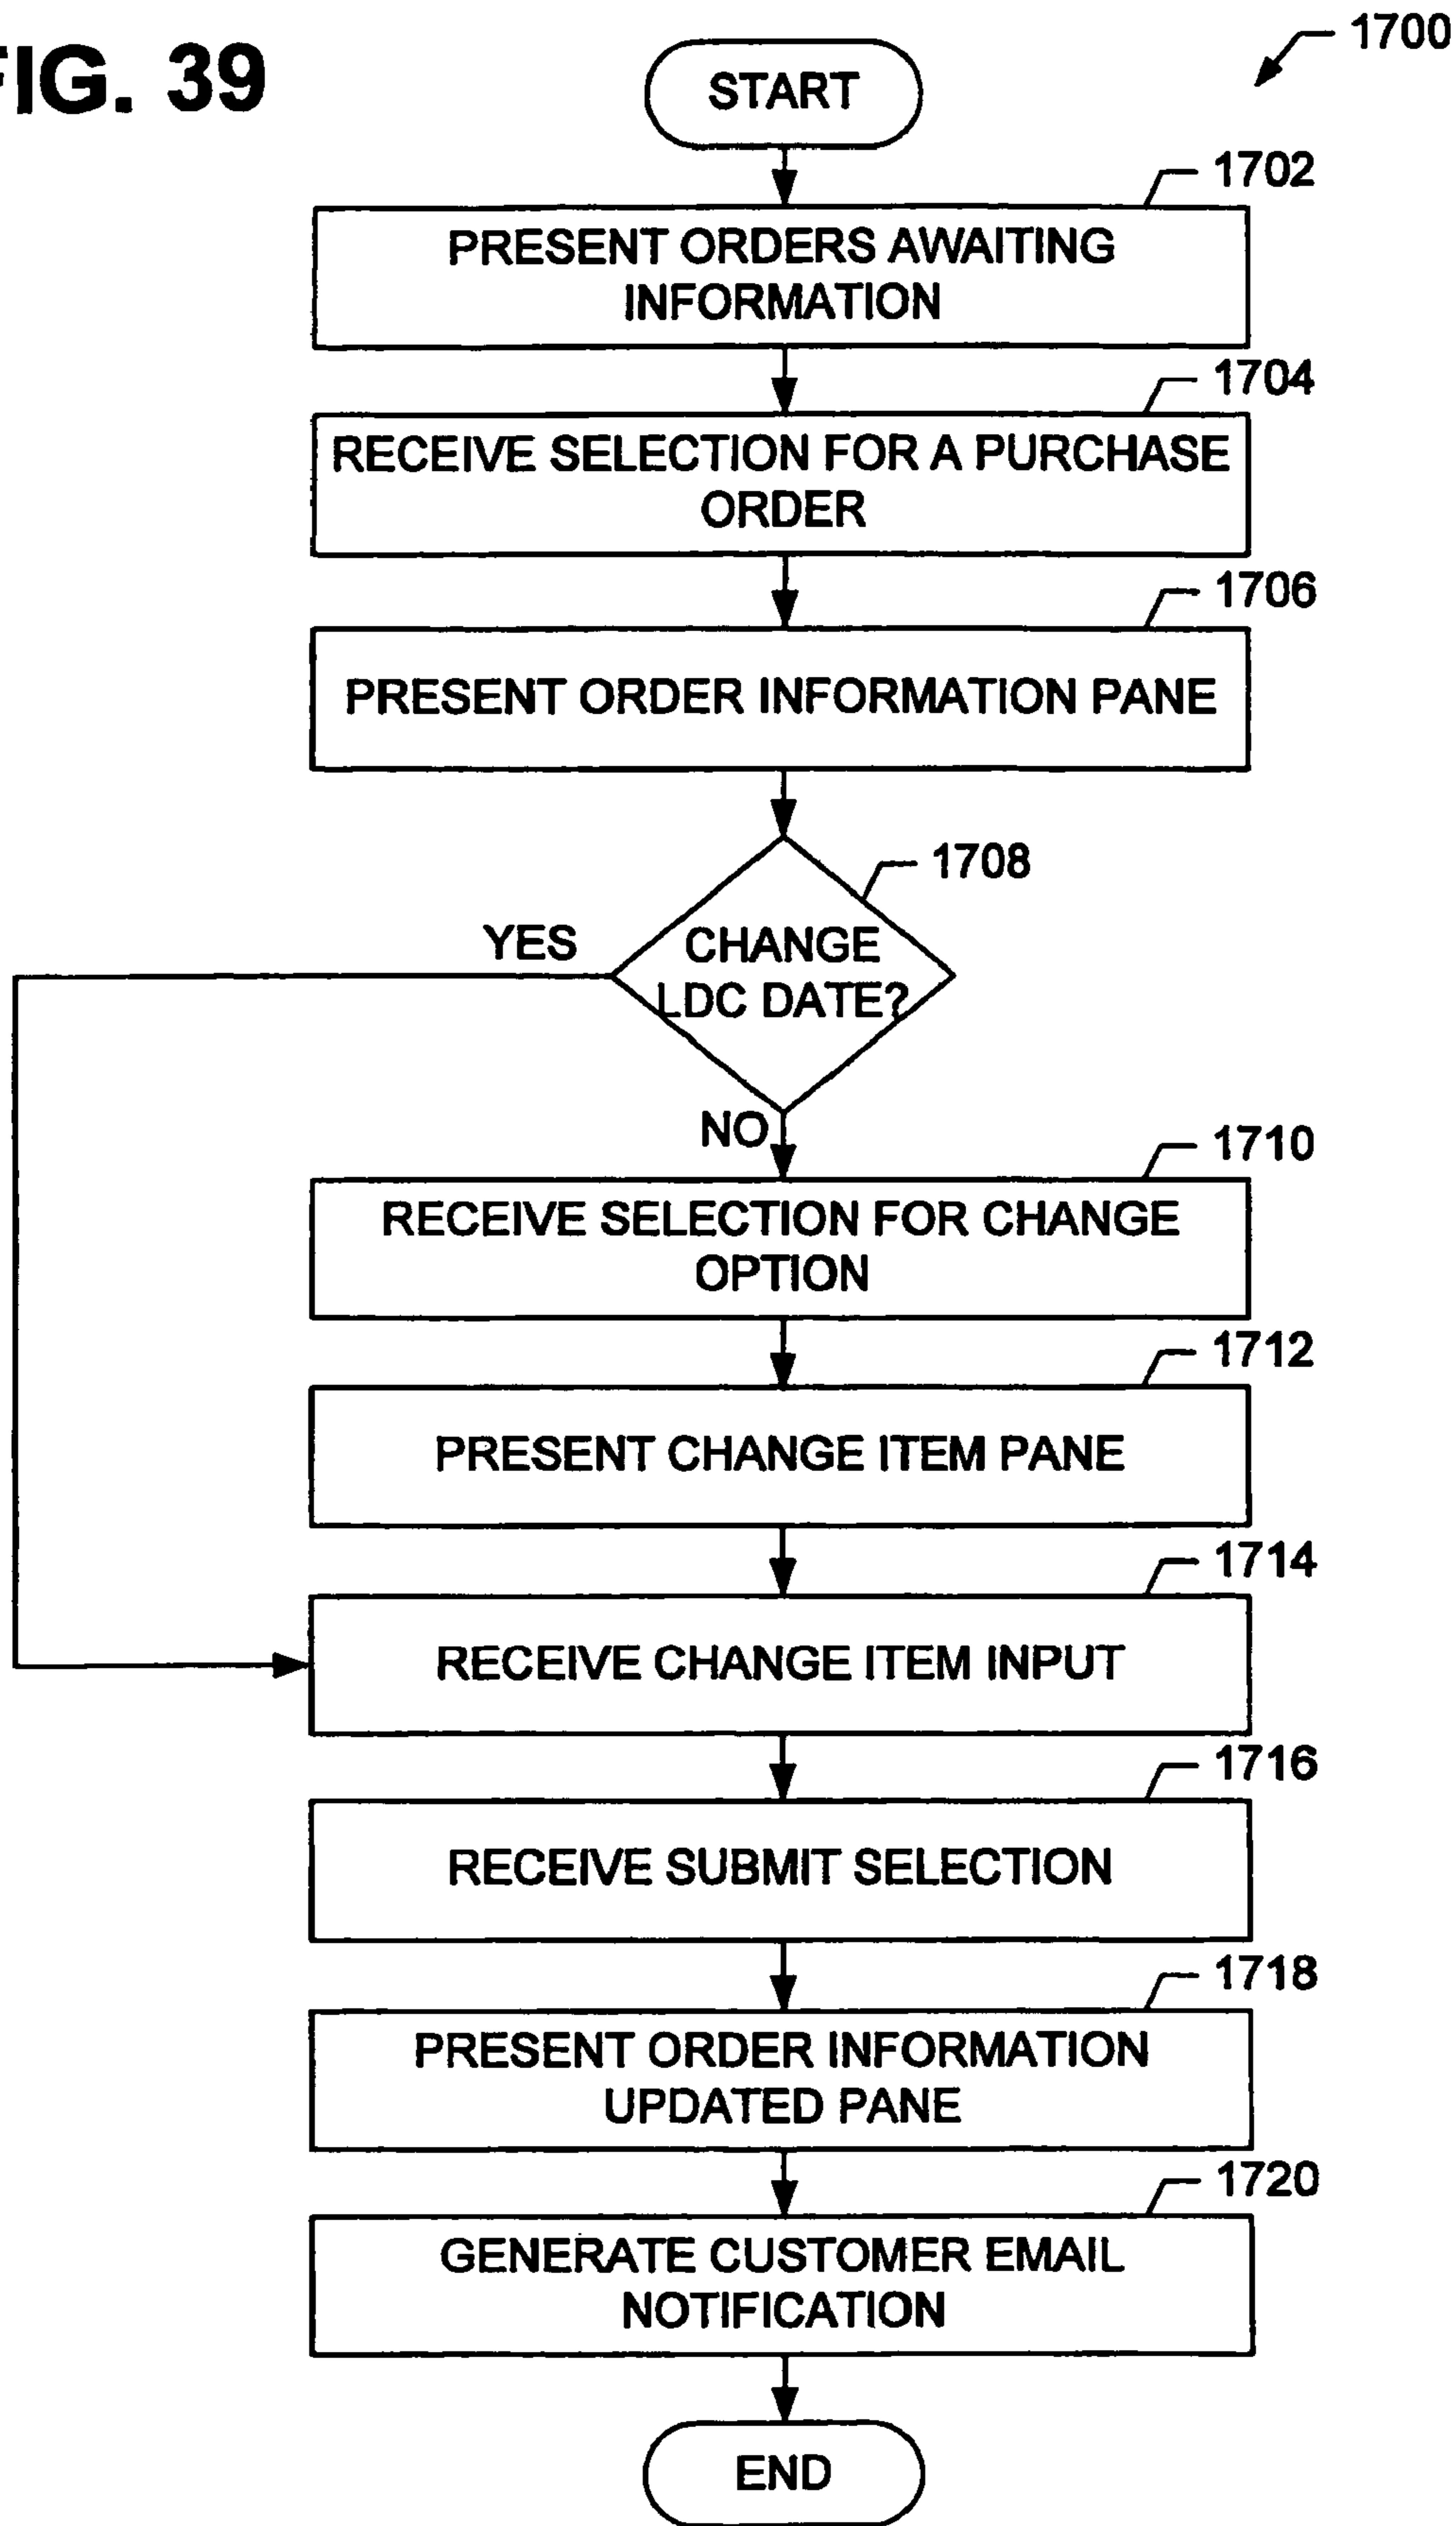 FIG. 39
1700
START
1702
PRESENT ORDERS AWAITING
INFORMATION
1704
RECEIVE SELECTION FOR A PURCHASE
ORDER
1706
PRESENT ORDER INFORMATION PANE
1708
YES
CHANGE
LDC DATE?
NO
1710
RECEIVE SELECTION FOR CHANGE
OPTION
1712
PRESENT CHANGE ITEM PANE
1714
RECEIVE CHANGE ITEM INPUT
1716
RECEIVE SUBMIT SELECTION
1718
PRESENT ORDER INFORMATION
UPDATED PANE
1720
GENERATE CUSTOMER EMAIL
NOTIFICATION
END